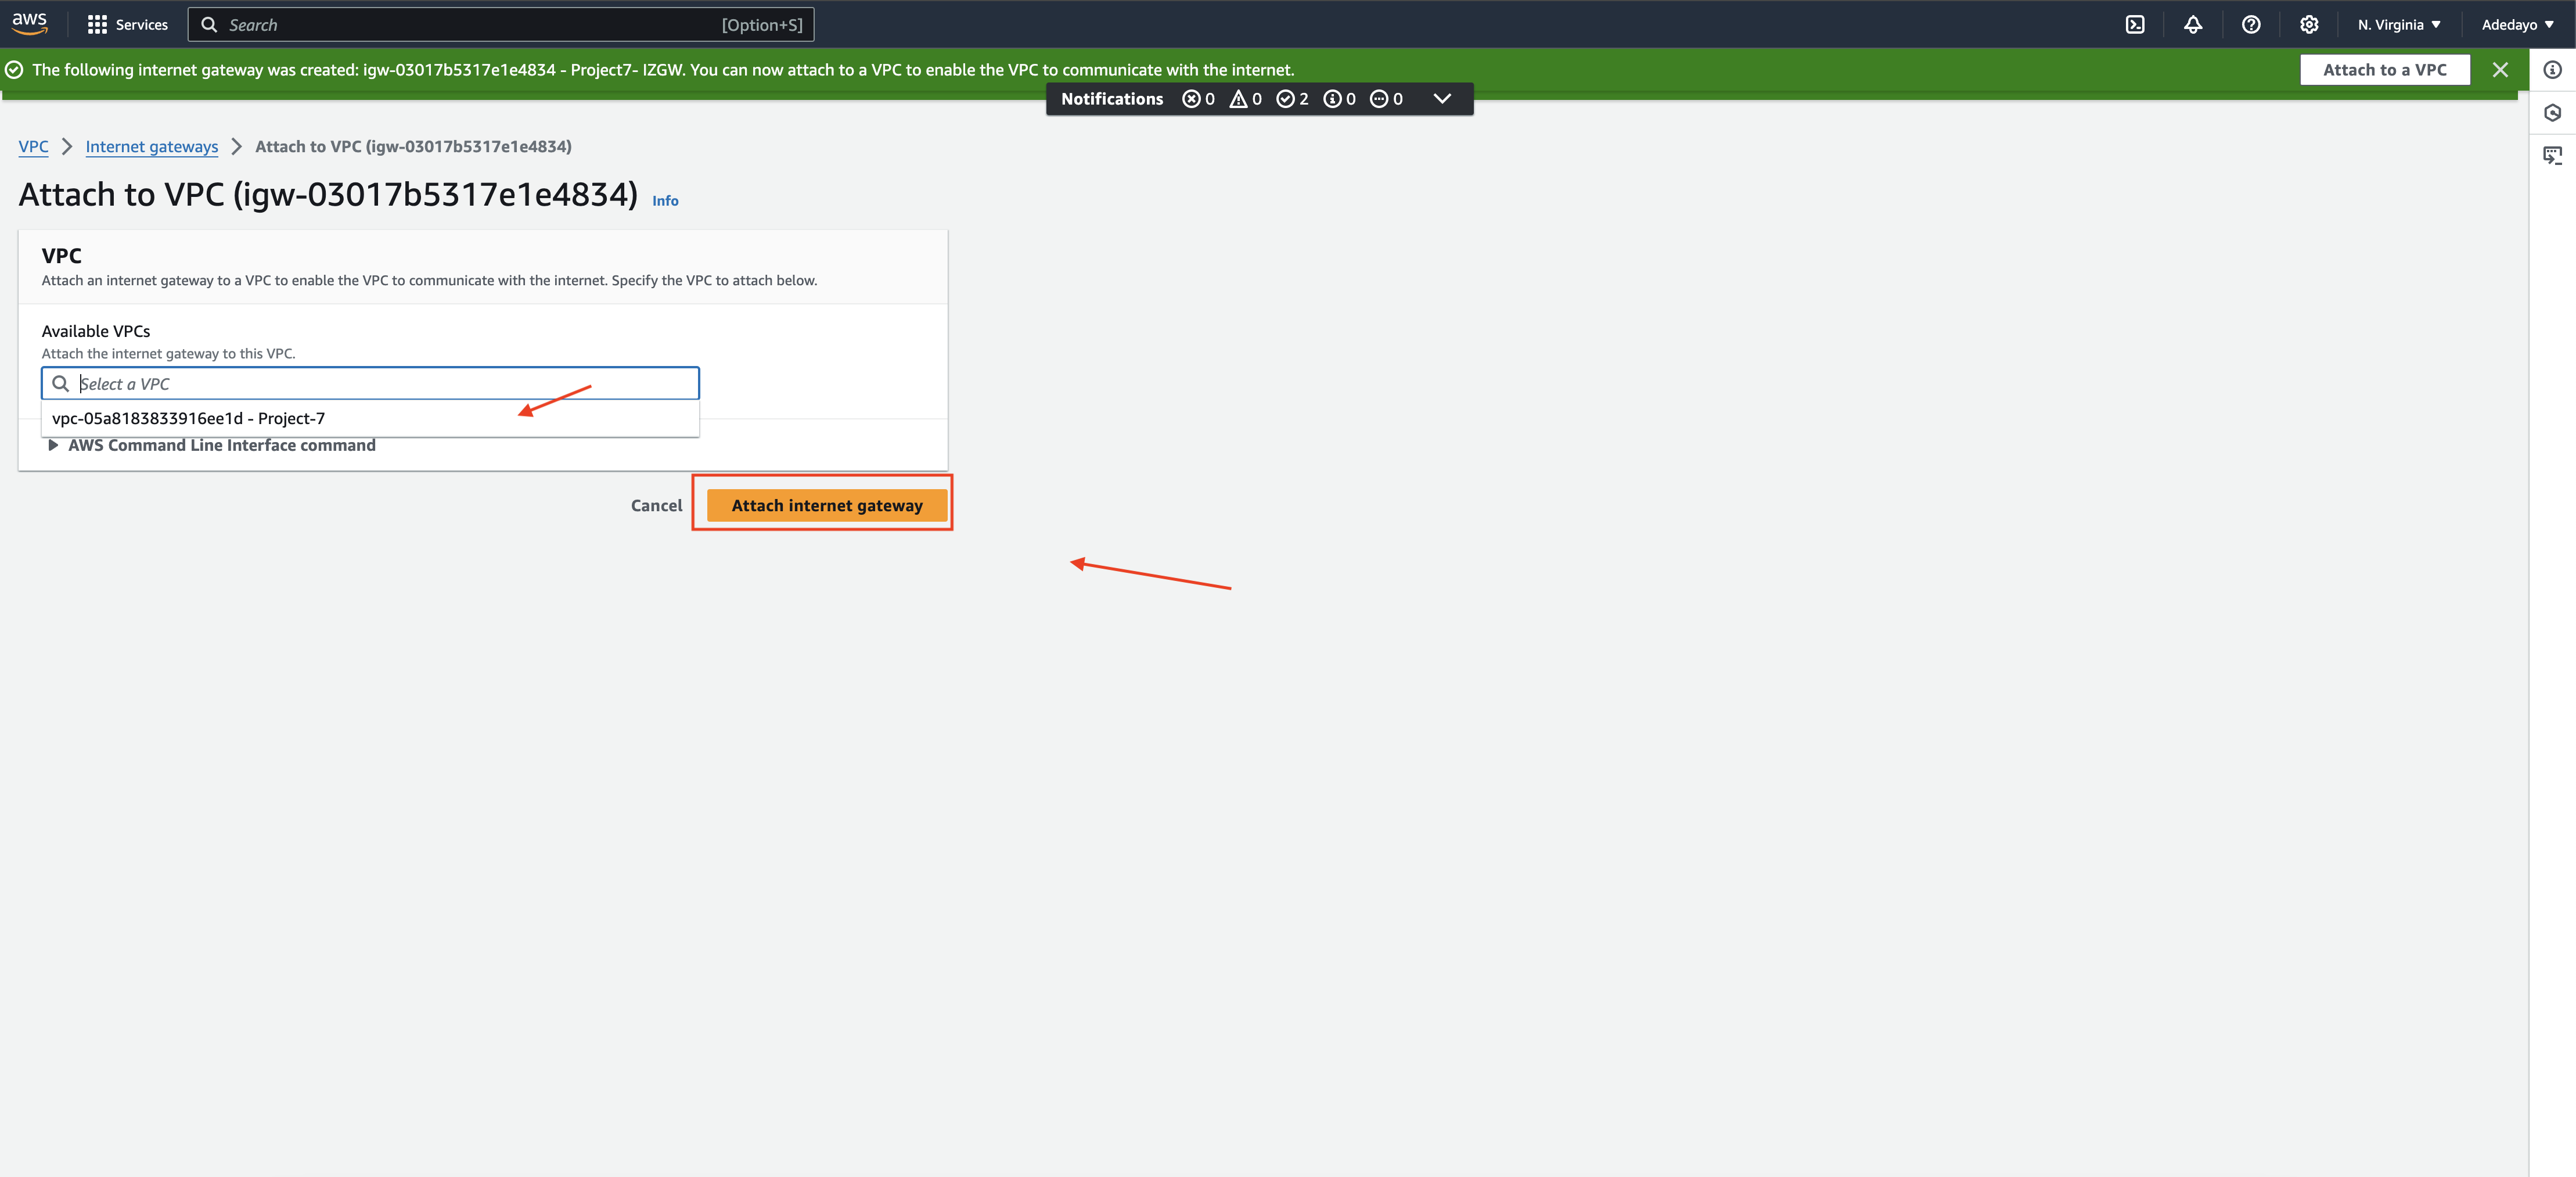 aws
Services
Search [Option+S]
N. Virginia
Adedayo
The following internet gateway was created: igw-03017b5317e1e4834 - Project7- IZGW. You can now attach to a VPC to enable the VPC to communicate with the internet.
Attach to a VPC
Notifications 0 0 2 0 0
VPC > Internet gateways > Attach to VPC (igw-03017b5317e1e4834)
Attach to VPC (igw-03017b5317e1e4834) Info
VPC
Attach an internet gateway to a VPC to enable the VPC to communicate with the internet. Specify the VPC to attach below.
Available VPCs
Attach the internet gateway to this VPC.
Select a VPC
vpc-05a8183833916ee1d - Project-7
AWS Command Line Interface command
Cancel
Attach internet gateway